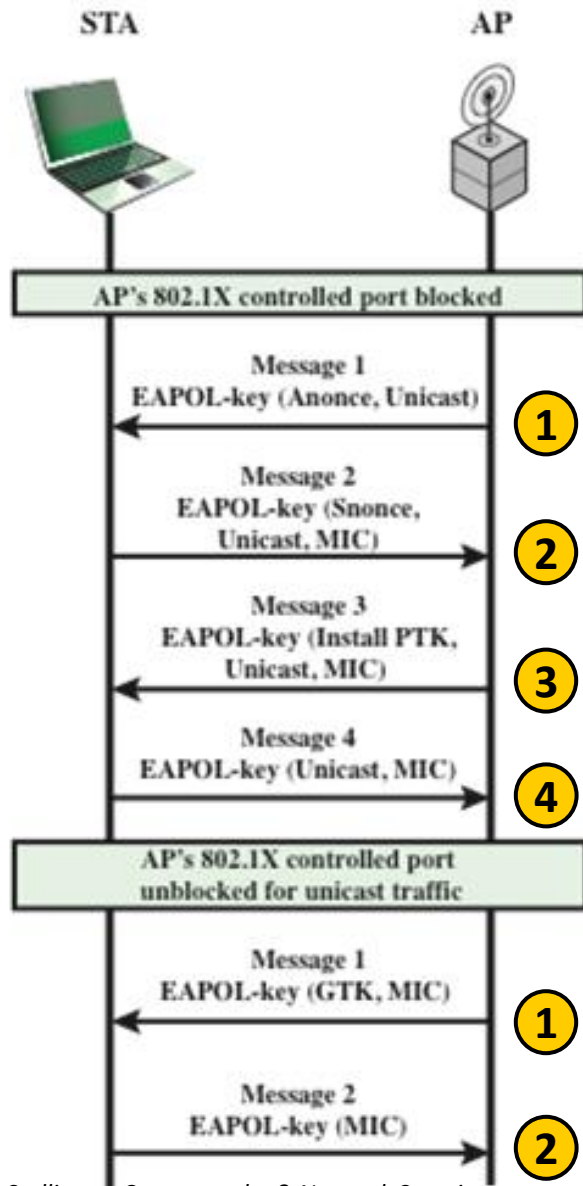 STA AP
AP's 802.1X controlled port blocked
Message 1
EAPOL-key (Anonce, Unicast)
1
Message 2
EAPOL-key (Snonce,
Unicast, MIC)
2
Message 3
EAPOL-key (Install PTK,
Unicast, MIC)
3
Message 4
EAPOL-key (Unicast, MIC)
4
AP's 802.1X controlled port
unblocked for unicast traffic
Message 1
EAPOL-key (GTK, MIC)
1
Message 2
EAPOL-key (MIC)
2